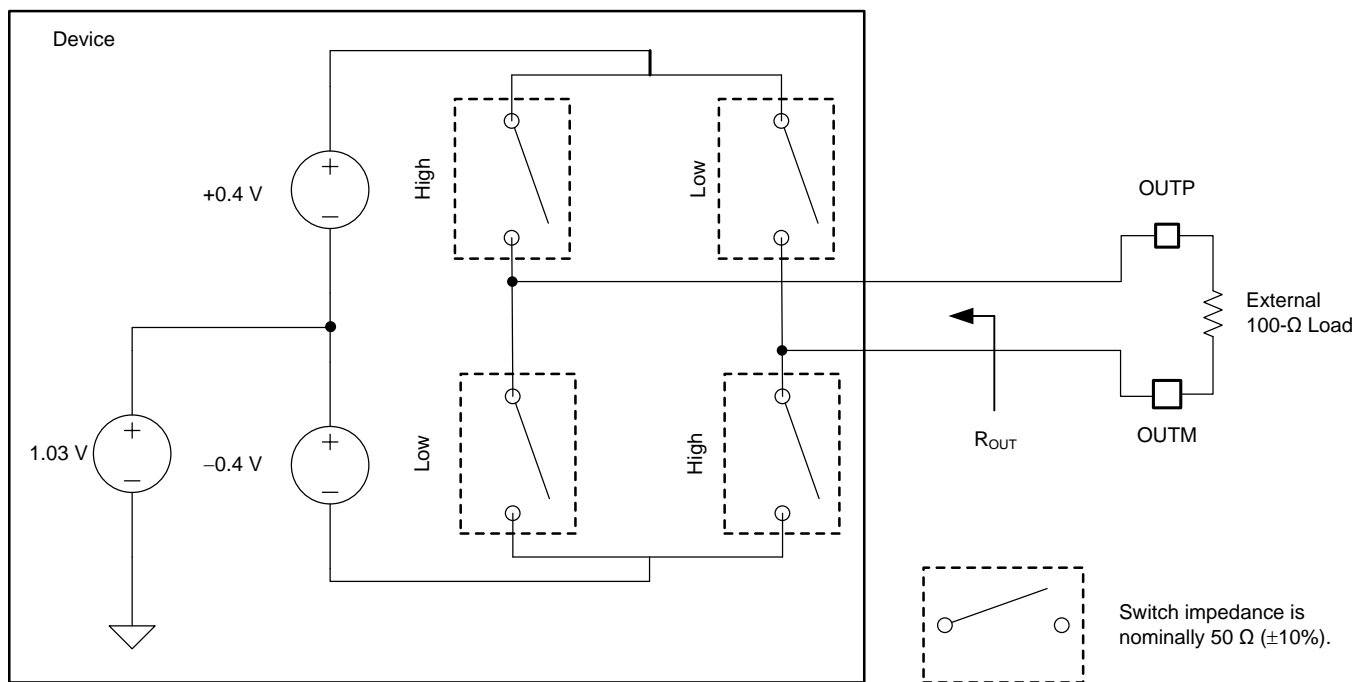 Device
+0.4 V
High
Low
OUTP
External
100-Ω Load
1.03 V
−0.4 V
Low
High
R_OUT
OUTM
Switch impedance is
nominally 50 Ω (±10%).